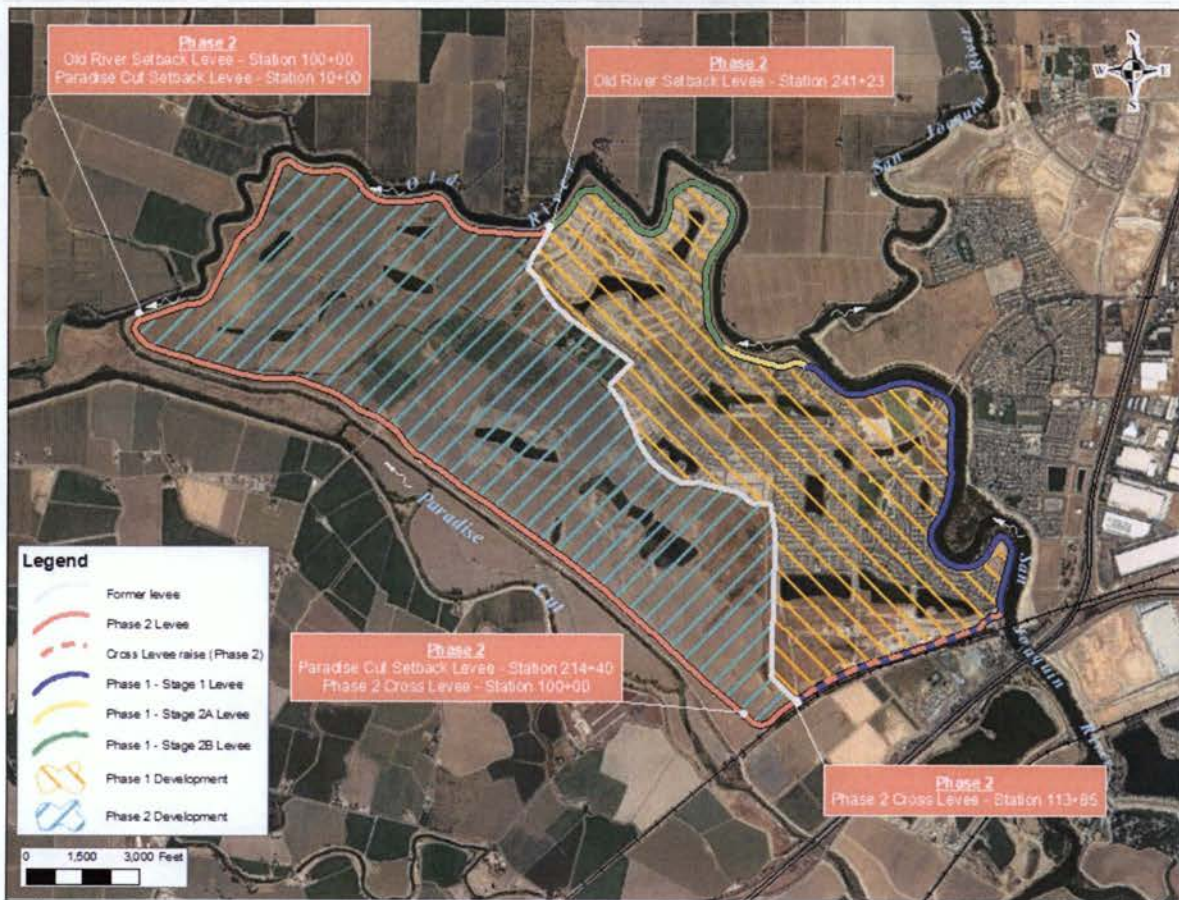 Phase 2
Old River Setback Levee - Station 100+00
Paradise Cut Setback Levee - Station 10+00
Phase 2
Old River Setback Levee - Station 241+23
N
W
E
S
San Joaquin River
Old River
Paradise Cut
San Joaquin River
Legend
Former levee
Phase 2 Levee
Cross Levee raise (Phase 2)
Phase 1 - Stage 1 Levee
Phase 1 - Stage 2A Levee
Phase 1 - Stage 2B Levee
Phase 1 Development
Phase 2 Development
Phase 2
Paradise Cut Setback Levee - Station 214+40
Phase 2 Cross Levee - Station 100+00
Phase 2
Phase 2 Cross Levee - Station 113+85
0 1,500 3,000 Feet